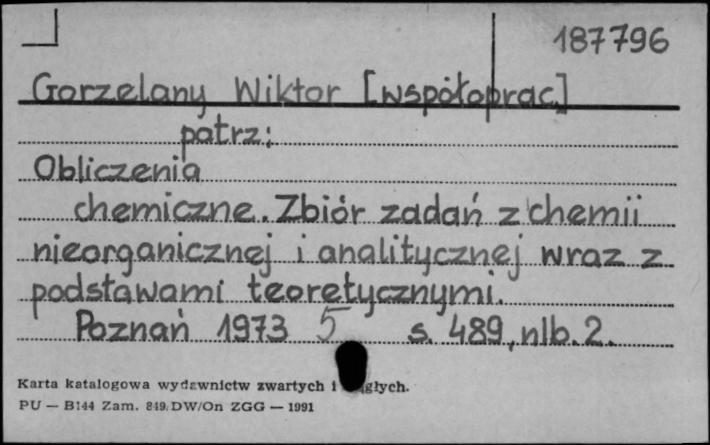 187796
Gorzelany Wiktor [współoprac.]
patrz:
Obliczenia
chemiczne. Zbiór zadań z chemii
nieorganicznej i analitycznej wraz z
podstawami teoretycznymi.
Poznań 1973 5 s. 489, nlb. 2.
Karta katalogowa wydawnictw zwartych i
PU — B144 Zam. 849. DW/On ZGG — 1991